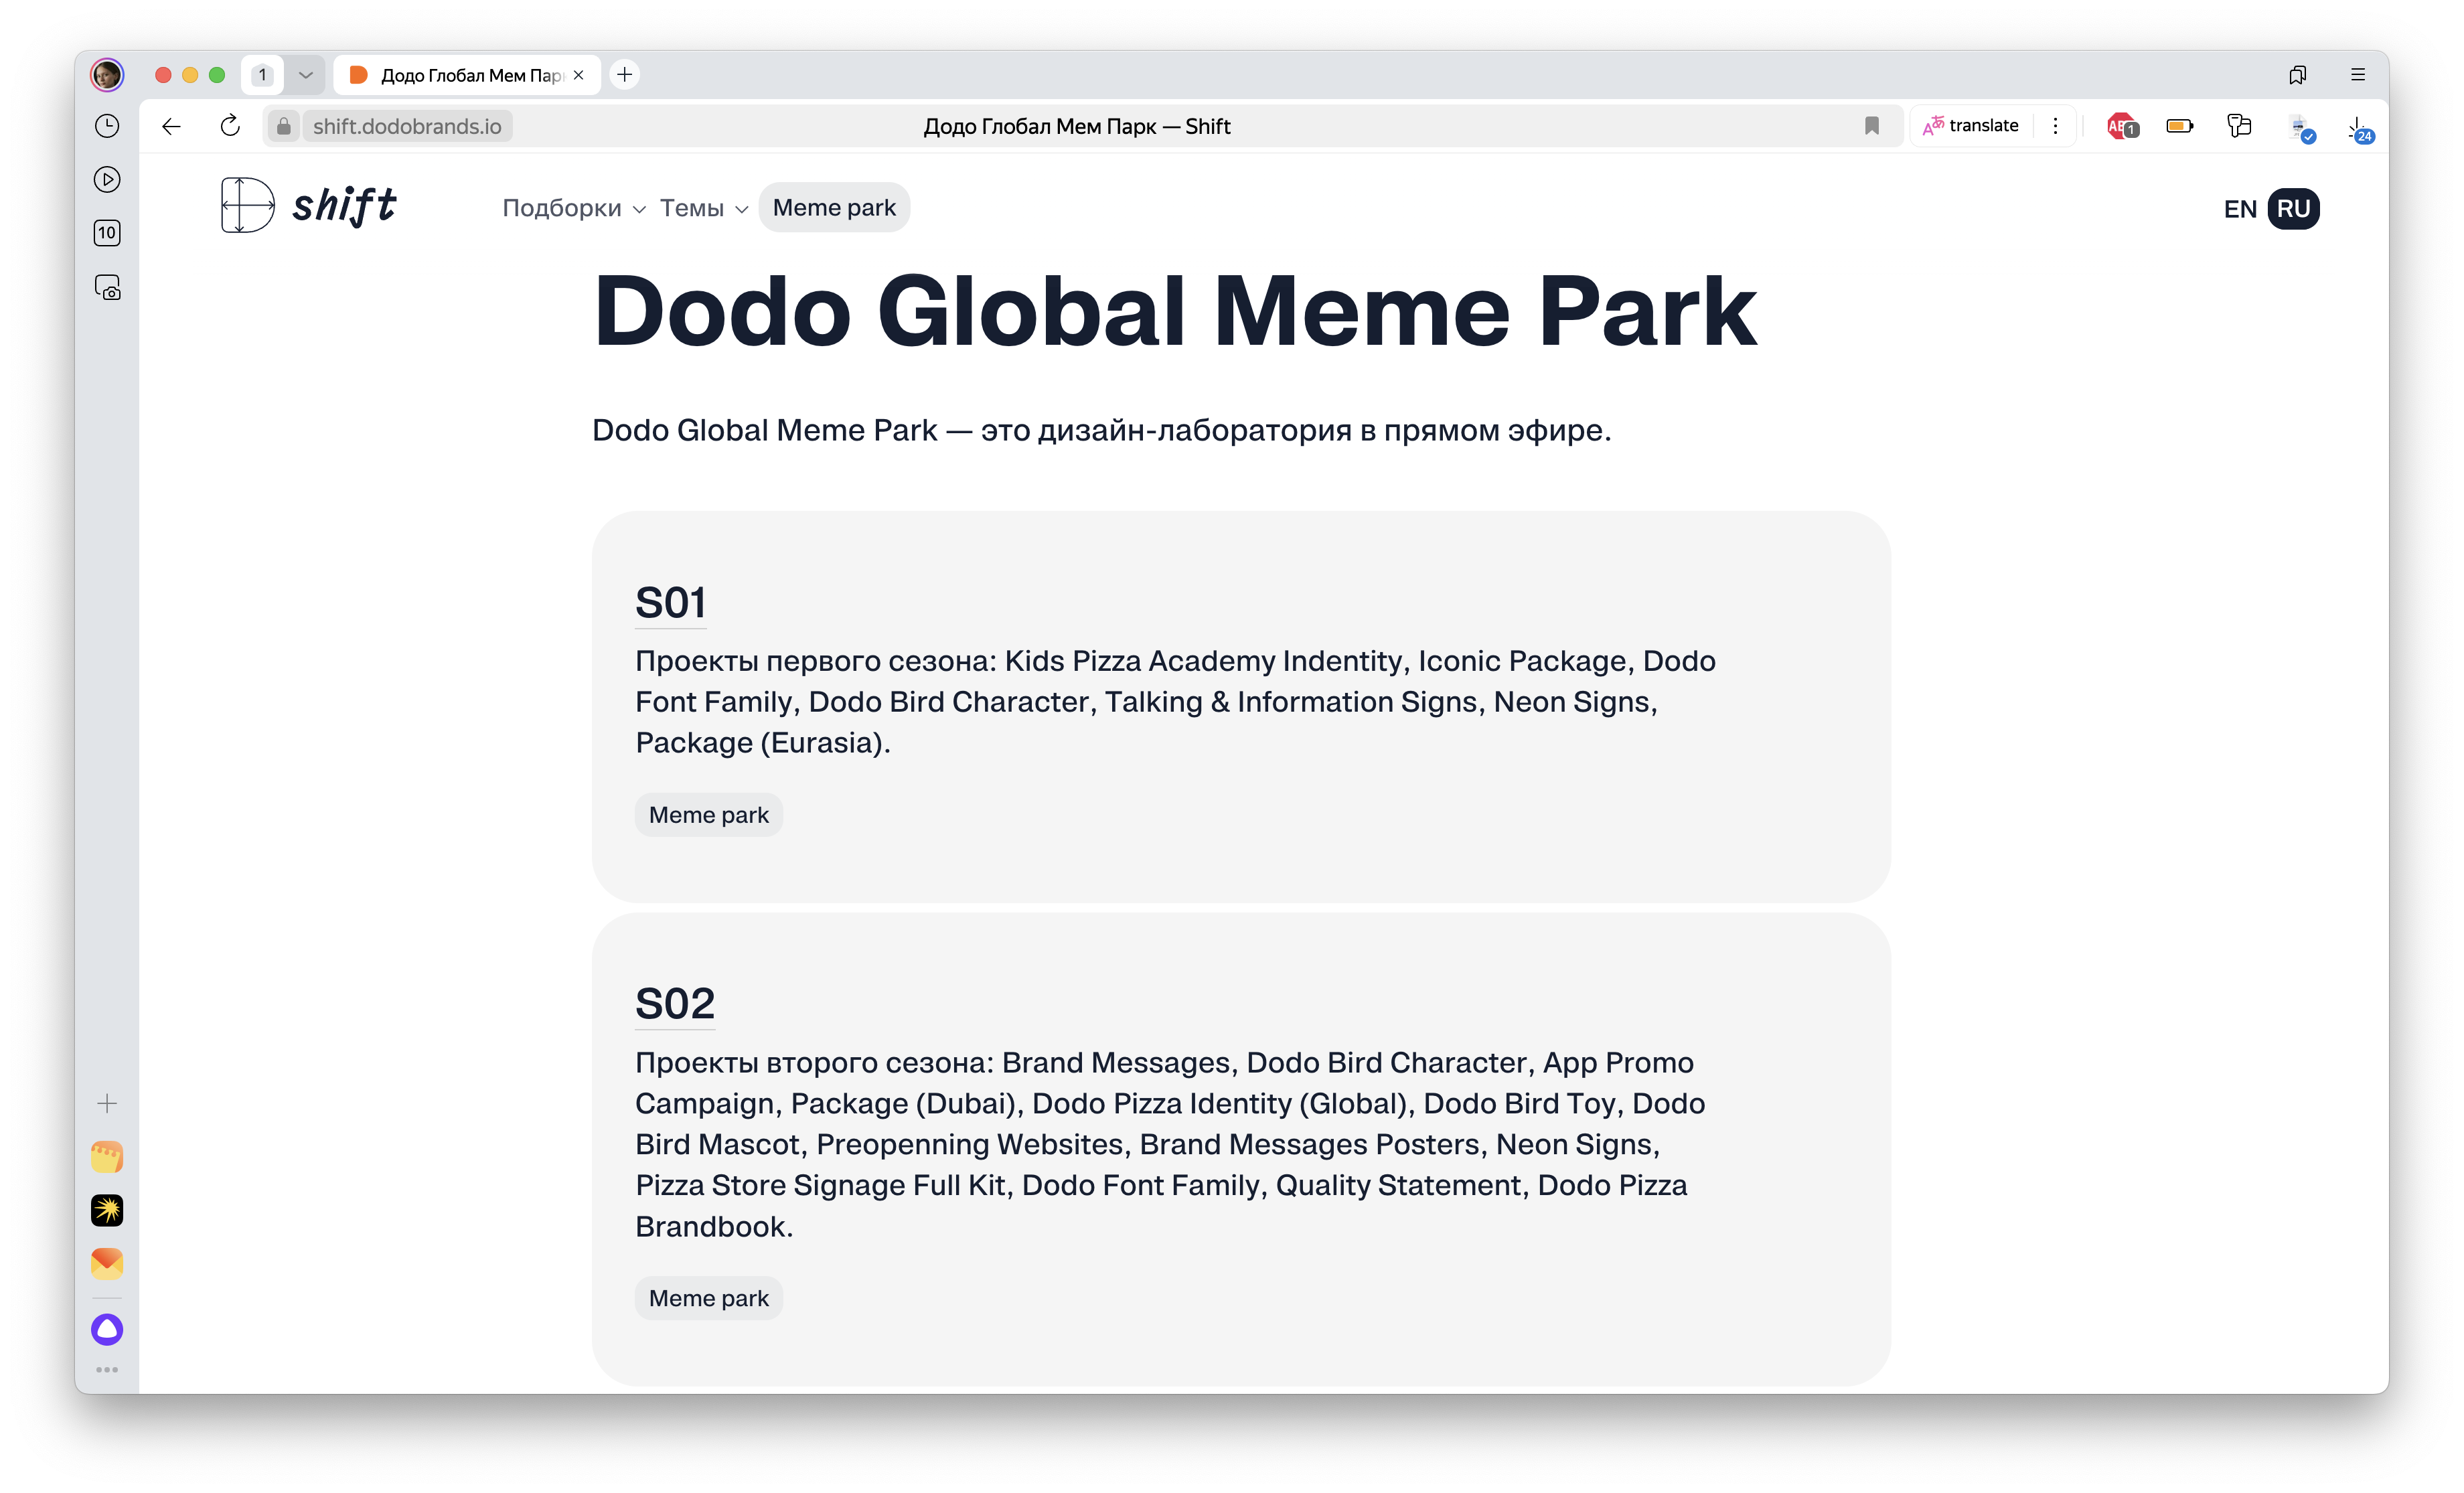 1
Додо Глобал Мем Пар
shift.dodobrands.io
Додо Глобал Мем Парк — Shift
translate
1
24
10
shift
Подборки
Темы
Meme park
EN
RU
Dodo Global Meme Park
Dodo Global Meme Park — это дизайн-лаборатория в прямом эфире.
S01
Проекты первого сезона: Kids Pizza Academy Indentity, Iconic Package, Dodo
Font Family, Dodo Bird Character, Talking & Information Signs, Neon Signs,
Package (Eurasia).
Meme park
S02
Проекты второго сезона: Brand Messages, Dodo Bird Character, App Promo
Campaign, Package (Dubai), Dodo Pizza Identity (Global), Dodo Bird Toy, Dodo
Bird Mascot, Preopenning Websites, Brand Messages Posters, Neon Signs,
Pizza Store Signage Full Kit, Dodo Font Family, Quality Statement, Dodo Pizza
Brandbook.
Meme park